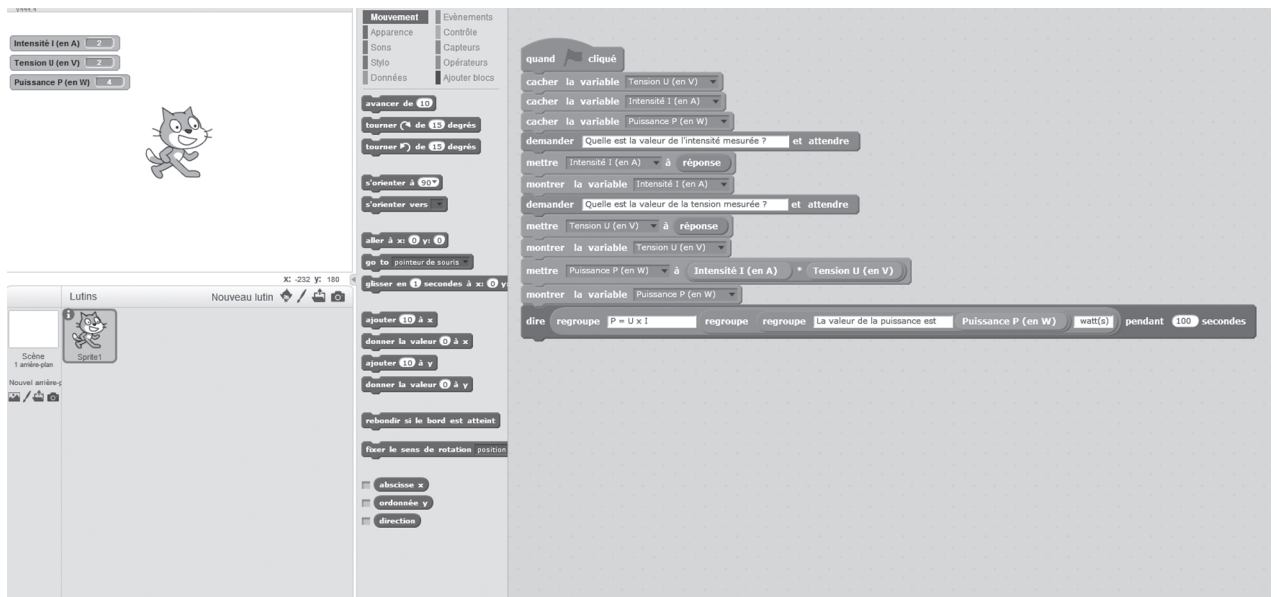 Intensité I (en A) 2
Tension U (en V) 2
Puissance P (en W) 4
X: -232 Y: 180
Lutins Nouveau lutin
Scène
1 arrière-plan
Sprite1
Nouvel arrière-p
Mouvement Evènements
Apparence Contrôle
Sons Capteurs
Stylo Opérateurs
Données Ajouter blocs
avancer de 10
tourner de 15 degrés
tourner de 15 degrés
s'orienter à 90
s'orienter vers
aller à x: 0 y: 0
go to pointeur de souris
glisser en 1 secondes à x: 0 y:
ajouter 10 à x
donner la valeur 0 à x
ajouter 10 à y
donner la valeur 0 à y
rebondir si le bord est atteint
fixer le sens de rotation position
abscisse x
ordonnée y
direction
quand cliqué
cacher la variable Tension U (en V)
cacher la variable Intensité I (en A)
cacher la variable Puissance P (en W)
demander Quelle est la valeur de l'intensité mesurée ? et attendre
mettre Intensité I (en A) à réponse
montrer la variable Intensité I (en A)
demander Quelle est la valeur de la tension mesurée ? et attendre
mettre Tension U (en V) à réponse
montrer la variable Tension U (en V)
mettre Puissance P (en W) à Intensité I (en A) * Tension U (en V)
montrer la variable Puissance P (en W)
dire regroupe P = U x I regroupe regroupe La valeur de la puissance est Puissance P (en W) watt(s) pendant 100 secondes